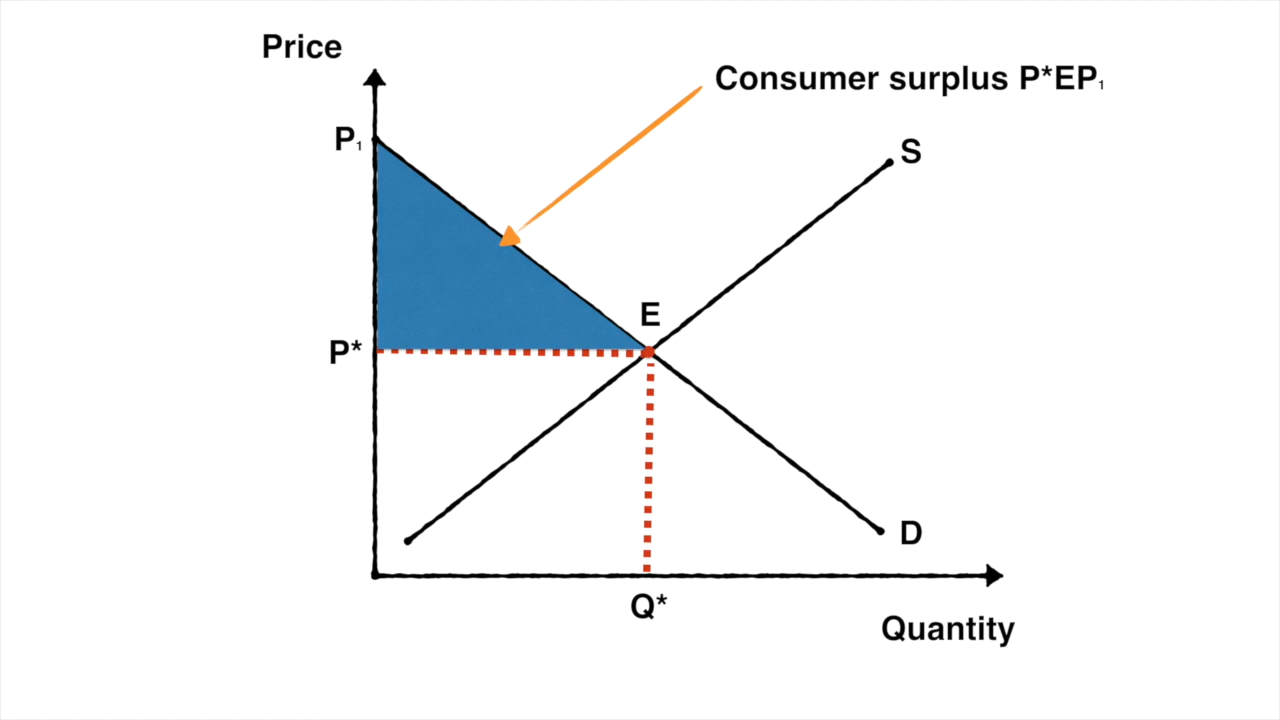 Price
Consumer surplus P*EP₁
P₁
S
E
P*
D
Q*
Quantity